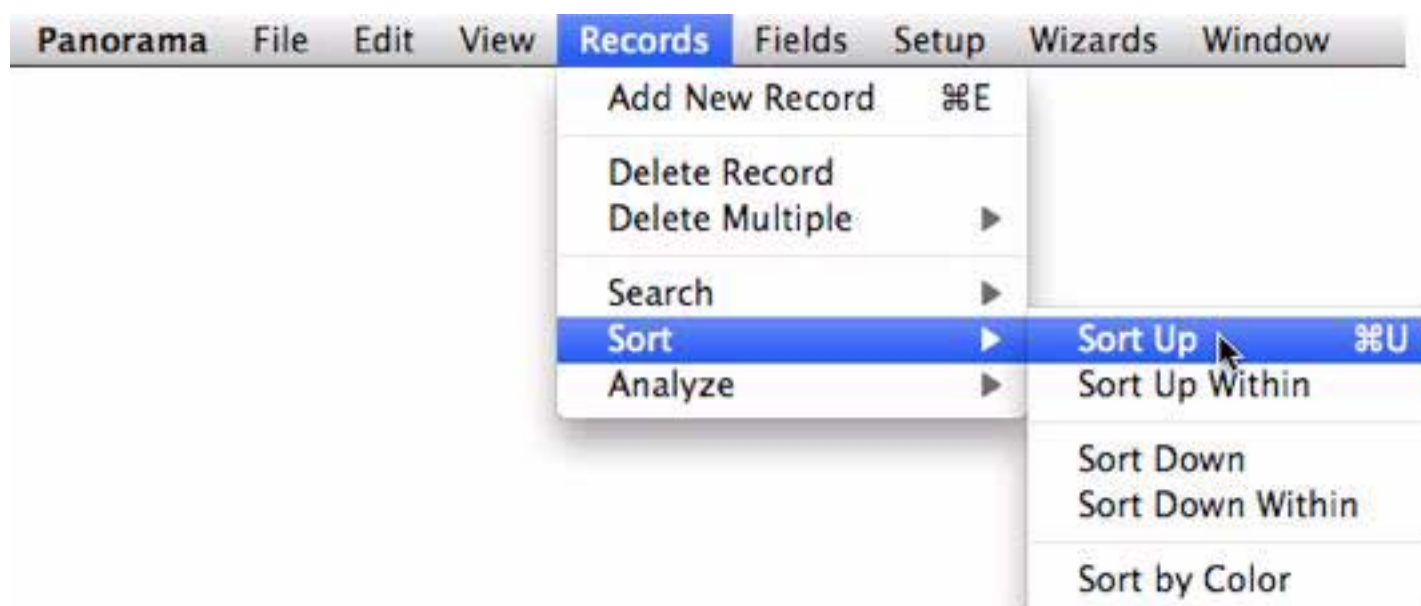 Panorama File Edit View Records Fields Setup Wizards Window
Add New Record ⌘E
Delete Record
Delete Multiple ▶
Search ▶
Sort ▶
Analyze ▶
Sort Up ⌘U
Sort Up Within
Sort Down
Sort Down Within
Sort by Color